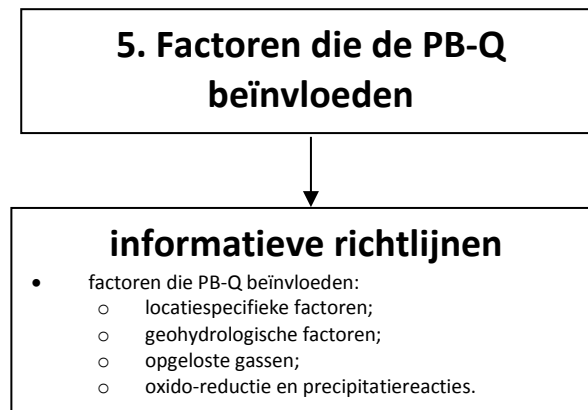 5. Factoren die de PB-Q
beïnvloeden
informatieve richtlijnen
• factoren die PB-Q beïnvloeden:
o locatiespecifieke factoren;
o geohydrologische factoren;
o opgeloste gassen;
o oxido-reductie en precipitatiereacties.